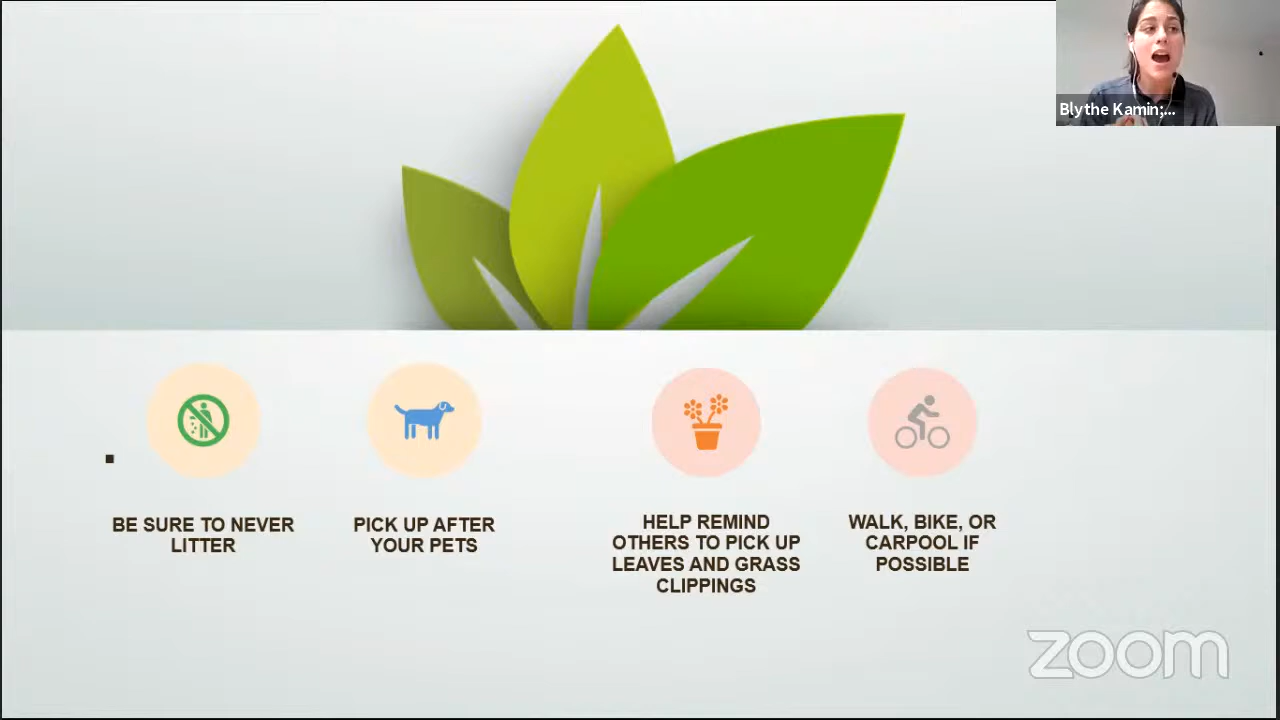 Blythe Kamin;...
BE SURE TO NEVER
LITTER
PICK UP AFTER
YOUR PETS
HELP REMIND
OTHERS TO PICK UP
LEAVES AND GRASS
CLIPPINGS
WALK, BIKE, OR
CARPOOL IF
POSSIBLE
zoom